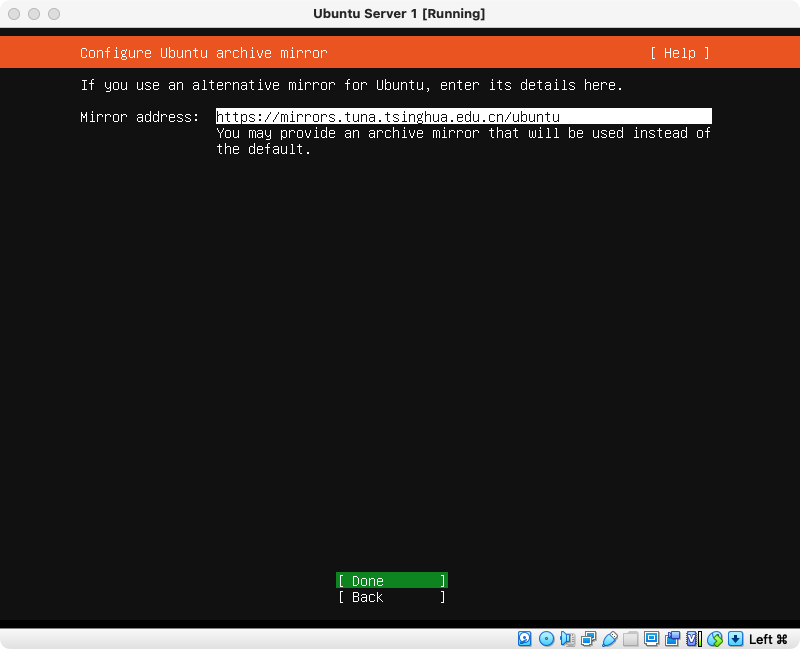 Ubuntu Server 1 [Running]
Configure Ubuntu archive mirror [ Help ]
If you use an alternative mirror for Ubuntu, enter its details here.
Mirror address: https://mirrors.tuna.tsinghua.edu.cn/ubuntu
You may provide an archive mirror that will be used instead of
the default.
[ Done ]
[ Back ]
Left ⌘